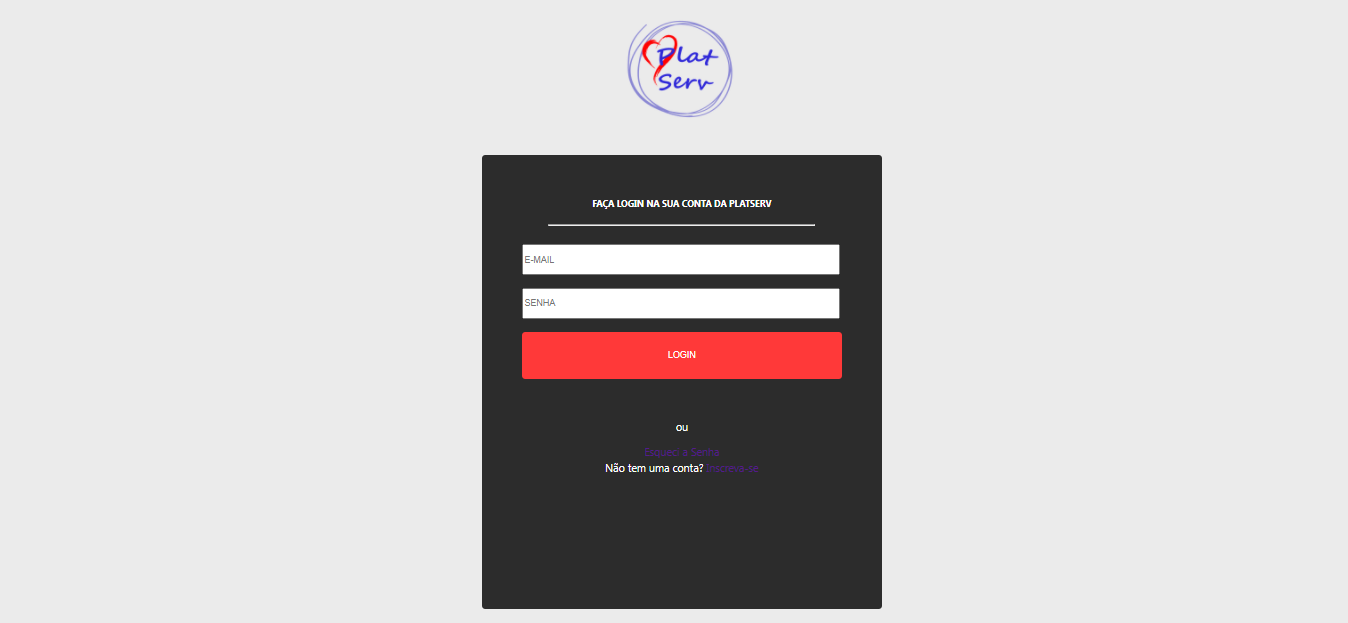 Plat
Serv
FAÇA LOGIN NA SUA CONTA DA PLATSERV
E-MAIL
SENHA
LOGIN
ou
Esqueci a Senha
Não tem uma conta? Inscreva-se